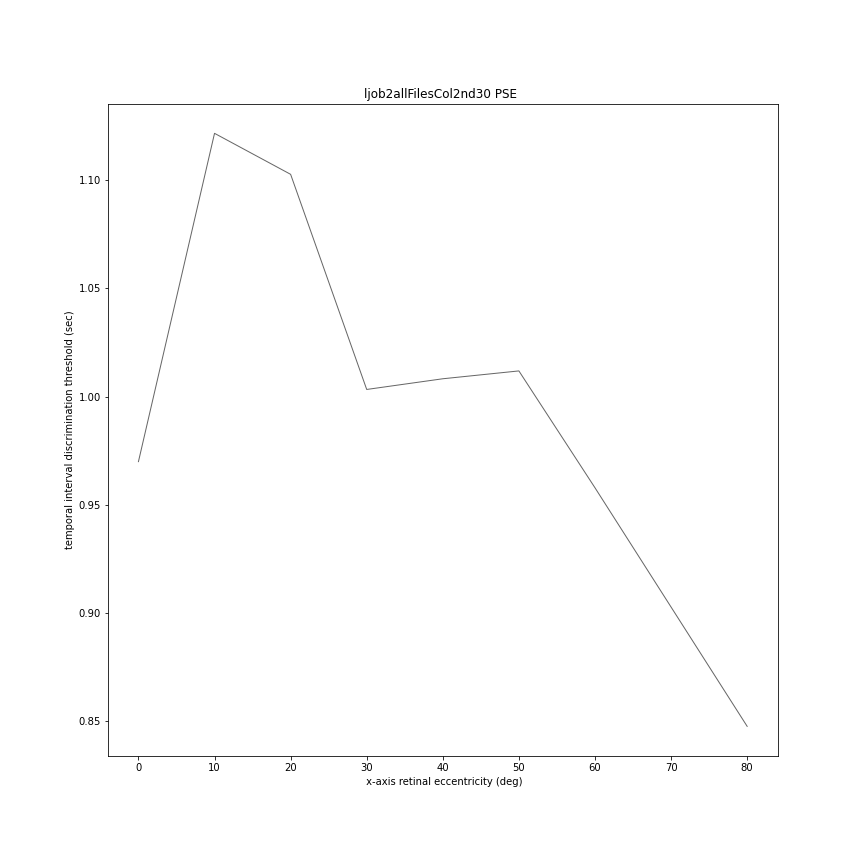 ljob2allFilesCol2nd30 PSE
1.10
1.05
1.00
0.95
0.90
0.85
temporal interval discrimination threshold (sec)
0 10 20 30 40 50 60 70 80
x-axis retinal eccentricity (deg)